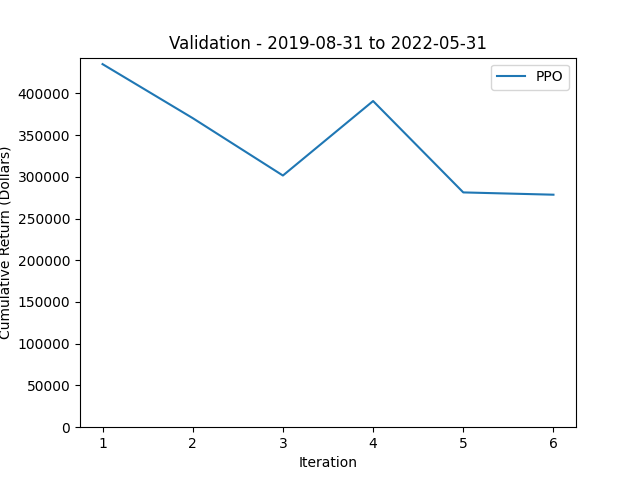 Validation - 2019-08-31 to 2022-05-31
PPO
Cumulative Return (Dollars)
400000
350000
300000
250000
200000
150000
100000
50000
0
1 2 3 4 5 6
Iteration